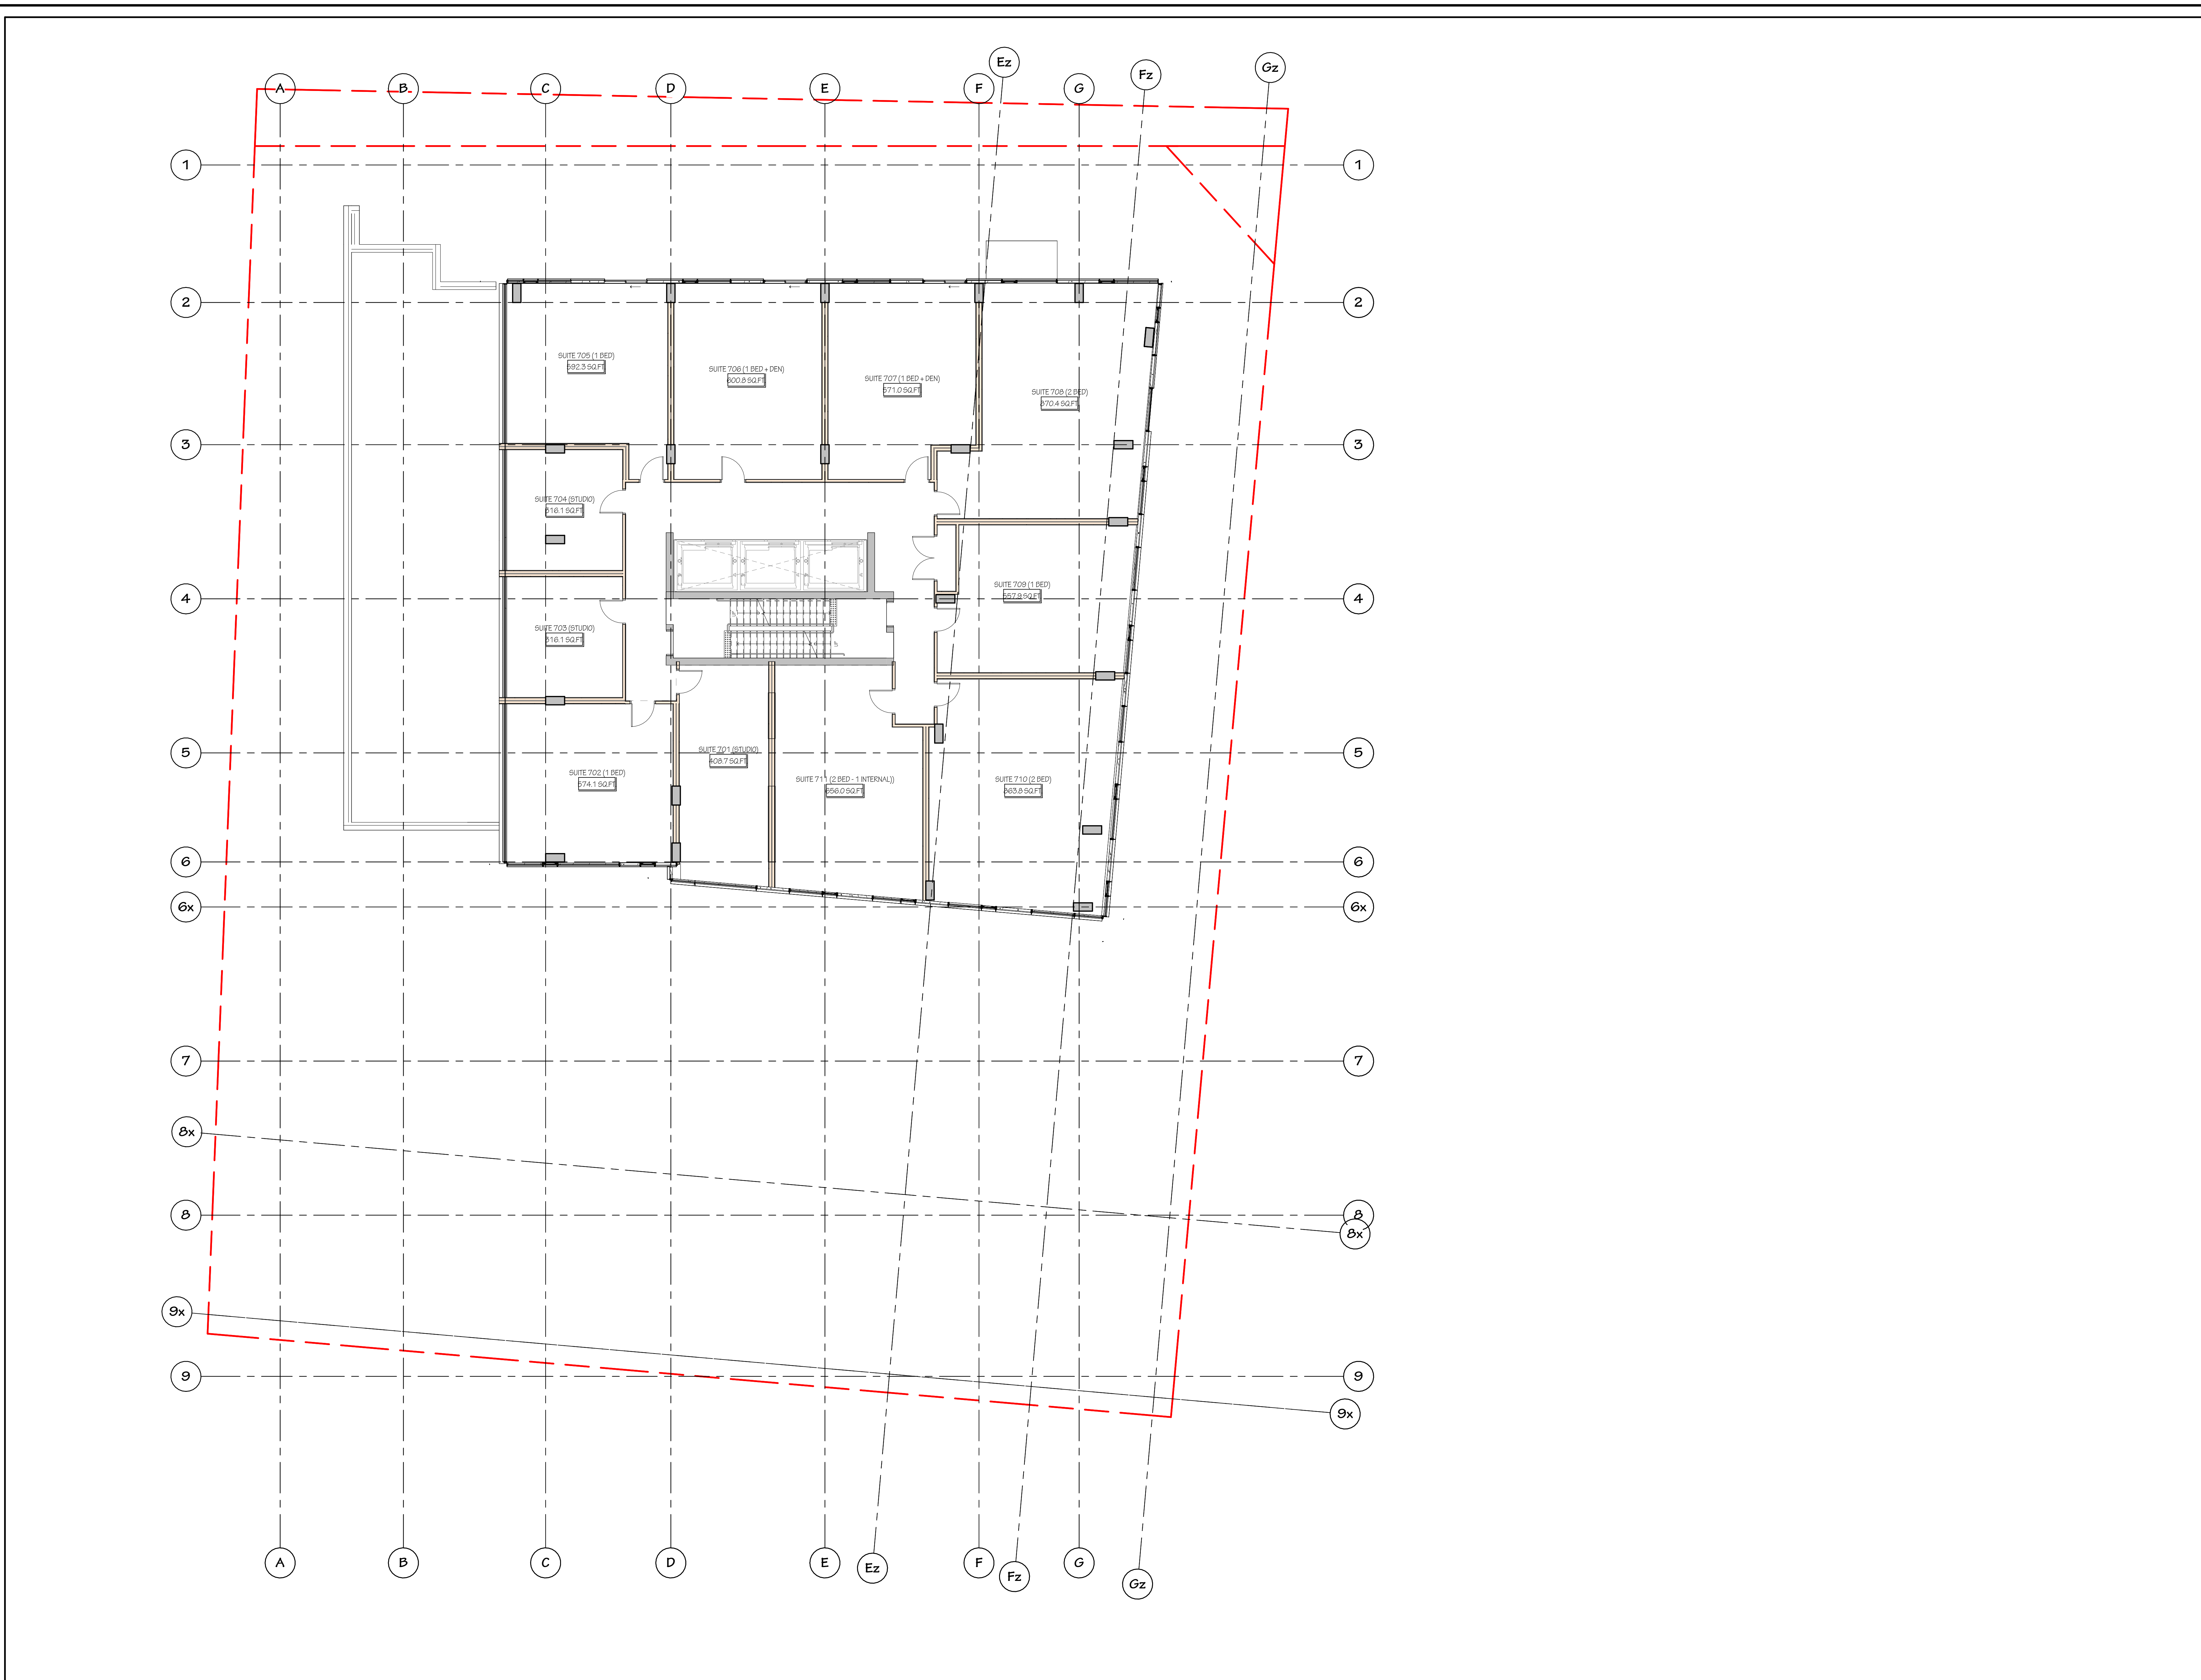 Ez
Gz
Fz
A
B
C
D
E
F
G
1
1
2
2
SUITE 705 (1 BED)
592.3 SQ.FT
SUITE 706 (1 BED + DEN)
600.8 SQ.FT
SUITE 707 (1 BED + DEN)
571.0 SQ.FT
SUITE 708 (2 BED)
870.4 SQ.FT
3
3
SUITE 704 (STUDIO)
316.1 SQ.FT
SUITE 709 (1 BED)
557.9 SQ.FT
4
4
SUITE 703 (STUDIO)
316.1 SQ.FT
5
5
SUITE 701 (STUDIO)
408.7 SQ.FT
SUITE 702 (1 BED)
574.1 SQ.FT
SUITE 711 (2 BED - 1 INTERNAL))
656.0 SQ.FT
SUITE 710 (2 BED)
863.8 SQ.FT
6
6
6x
6x
7
7
8x
8
8
8x
9x
9
9
9x
A
B
C
D
E
Ez
F
Fz
G
Gz